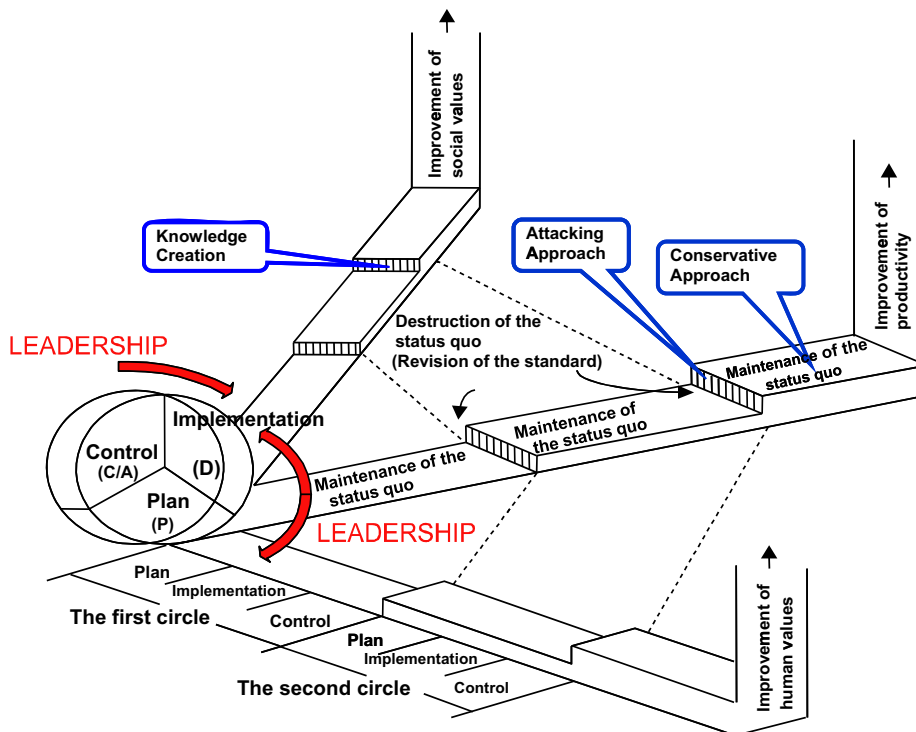 Improvement of
social values
Knowledge
Creation
Attacking
Approach
Conservative
Approach
Improvement of
productivity
LEADERSHIP
Destruction of the
status quo
(Revision of the standard)
Maintenance of the
status quo
Implementation
Maintenance of
the status quo
Control
(C/A)
(D)
Maintenance of the
status quo
Plan
(P)
LEADERSHIP
Plan
Implementation
The first circle
Control
Plan
Implementation
The second circle
Control
Improvement of
human values